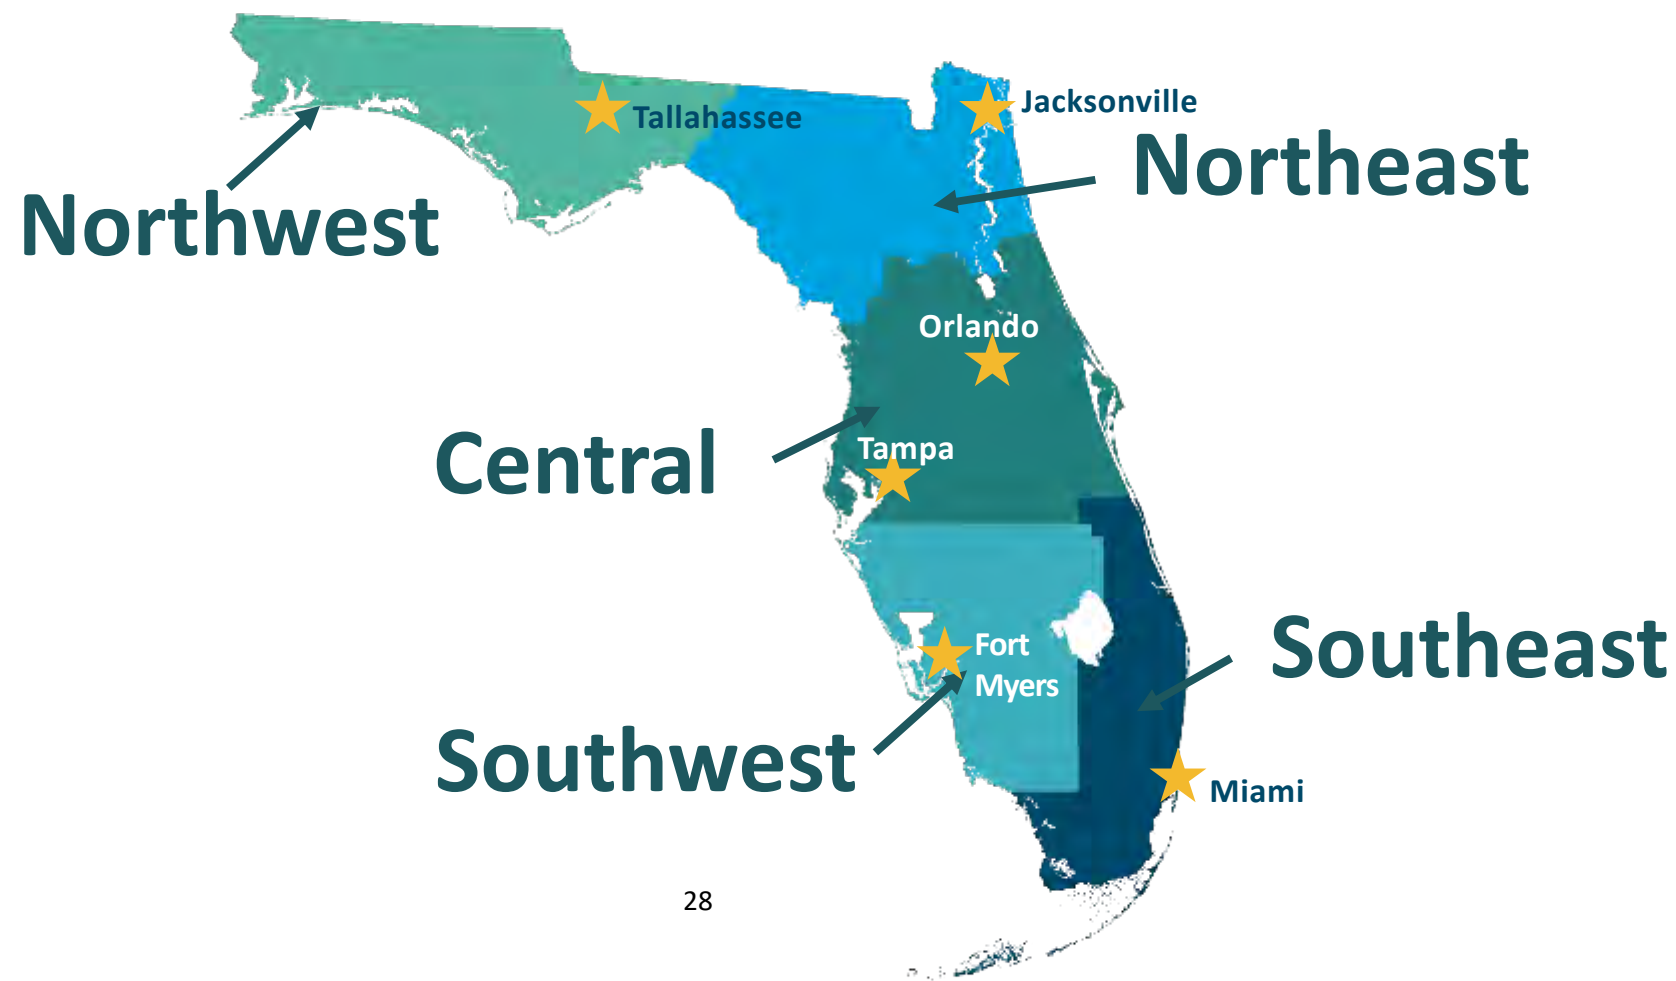 Tallahassee
Jacksonville
Northeast
Northwest
Orlando
Central
Tampa
Fort
Myers
Southeast
Southwest
Miami
28